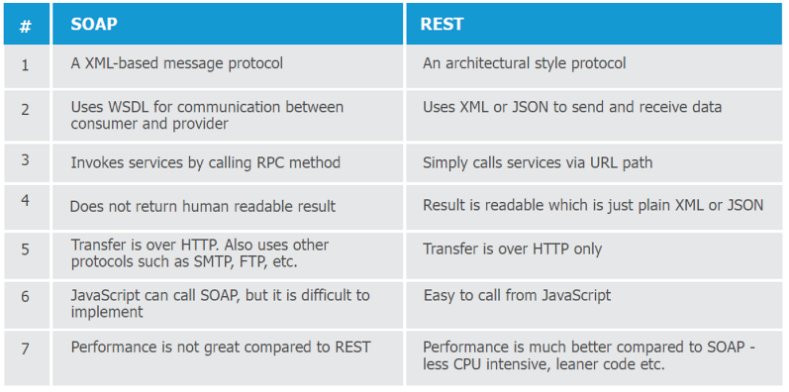 # SOAP REST
1 A XML-based message protocol An architectural style protocol
2 Uses WSDL for communication between
consumer and provider Uses XML or JSON to send and receive data
3 Invokes services by calling RPC method Simply calls services via URL path
4 Does not return human readable result Result is readable which is just plain XML or JSON
5 Transfer is over HTTP. Also uses other
protocols such as SMTP, FTP, etc. Transfer is over HTTP only
6 JavaScript can call SOAP, but it is difficult to
implement Easy to call from JavaScript
7 Performance is not great compared to REST Performance is much better compared to SOAP -
less CPU intensive, leaner code etc.